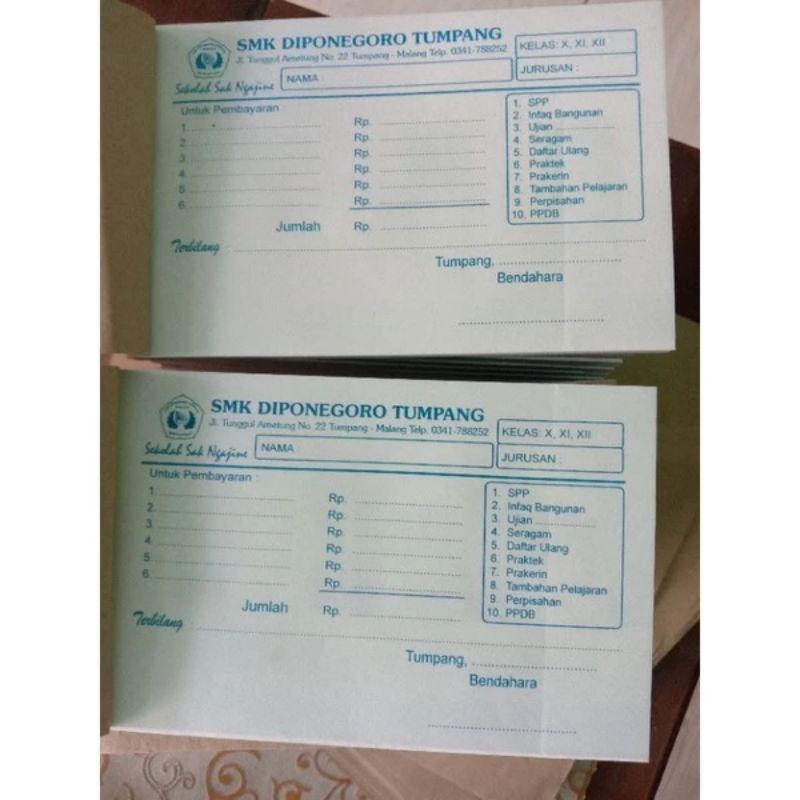 SMK DIPONEGORO TUMPANG
Jl. Tunggul Ametung No. 22 Tumpang - Malang Telp. 0341-788252
Sekolah Sak Ngajine
NAMA :
KELAS: X, XI, XII
JURUSAN :
Untuk Pembayaran
1. ....................
2. ....................
3. ....................
4. ....................
5. ....................
6. ....................
Rp. ....................
Rp. ....................
Rp. ....................
Rp. ....................
Rp. ....................
Rp. ....................
Jumlah Rp.
1. SPP
2. Infaq Bangunan
3. Ujian ....................
4. Seragam
5. Daftar Ulang
6. Praktek
7. Prakerin
8. Tambahan Pelajaran
9. Perpisahan
10. PPDB
Terbilang ....................
Tumpang, ....................
Bendahara
....................
SMK DIPONEGORO TUMPANG
Jl. Tunggul Ametung No. 22 Tumpang - Malang Telp. 0341-788252
Sekolah Sak Ngajine
NAMA :
KELAS: X, XI, XII
JURUSAN :
Untuk Pembayaran :
1. ....................
2. ....................
3. ....................
4. ....................
5. ....................
6. ....................
Rp. ....................
Rp. ....................
Rp. ....................
Rp. ....................
Rp. ....................
Rp. ....................
Jumlah Rp. ....................
1. SPP
2. Infaq Bangunan
3. Ujian ....................
4. Seragam
5. Daftar Ulang
6. Praktek
7. Prakerin
8. Tambahan Pelajaran
9. Perpisahan
10. PPDB
Terbilang ....................
Tumpang, ....................
Bendahara
....................